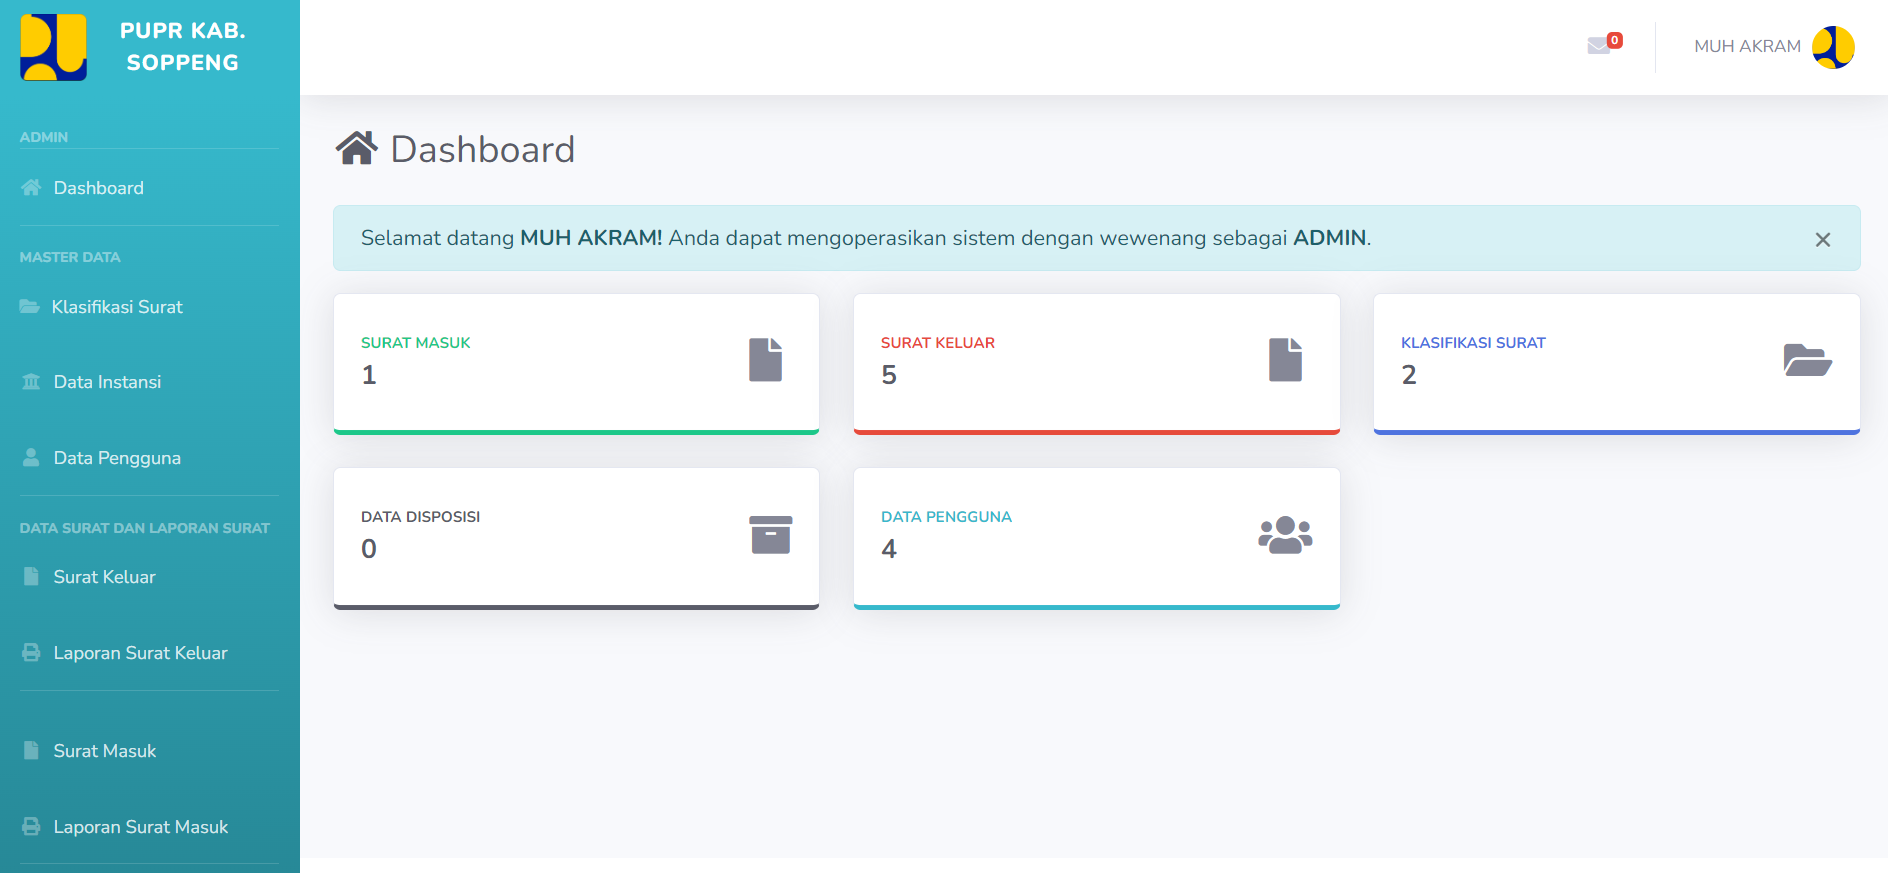 PUPR KAB.
SOPPENG
ADMIN
Dashboard
MASTER DATA
Klasifikasi Surat
Data Instansi
Data Pengguna
DATA SURAT DAN LAPORAN SURAT
Surat Keluar
Laporan Surat Keluar
Surat Masuk
Laporan Surat Masuk
0
MUH AKRAM
Dashboard
Selamat datang MUH AKRAM! Anda dapat mengoperasikan sistem dengan wewenang sebagai ADMIN.
×
SURAT MASUK
1
SURAT KELUAR
5
KLASIFIKASI SURAT
2
DATA DISPOSISI
0
DATA PENGGUNA
4